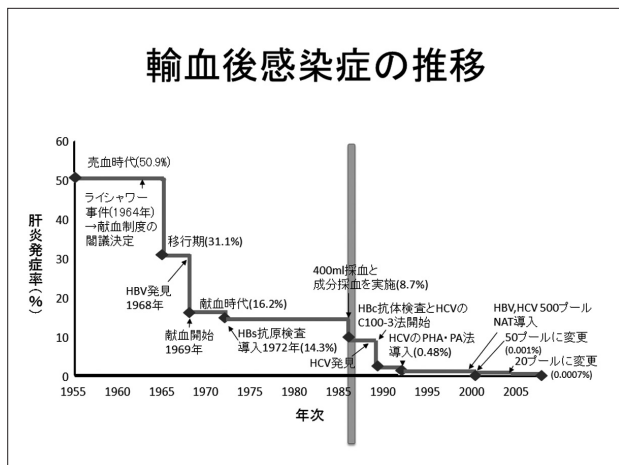 輸血後感染症の推移
肝炎発症率(%)
60
50
40
30
20
10
0
売血時代(50.9%)
ライシャワー
事件(1964年)
→献血制度の
閣議決定
移行期(31.1%)
HBV発見
1968年
献血開始
1969年
献血時代(16.2%)
HBs抗原検査
導入1972年(14.3%)
400ml採血と
成分採血を実施(8.7%)
HCV発見
HBc抗体検査とHCVの
C100-3法開始
HCVのPHA・PA法
導入(0.48%)
HBV,HCV 500プール
NAT導入
50プールに変更
(0.001%)
20プールに変更
(0.0007%)
1955 1960 1965 1970 1975 1980 1985 1990 1995 2000 2005
年次